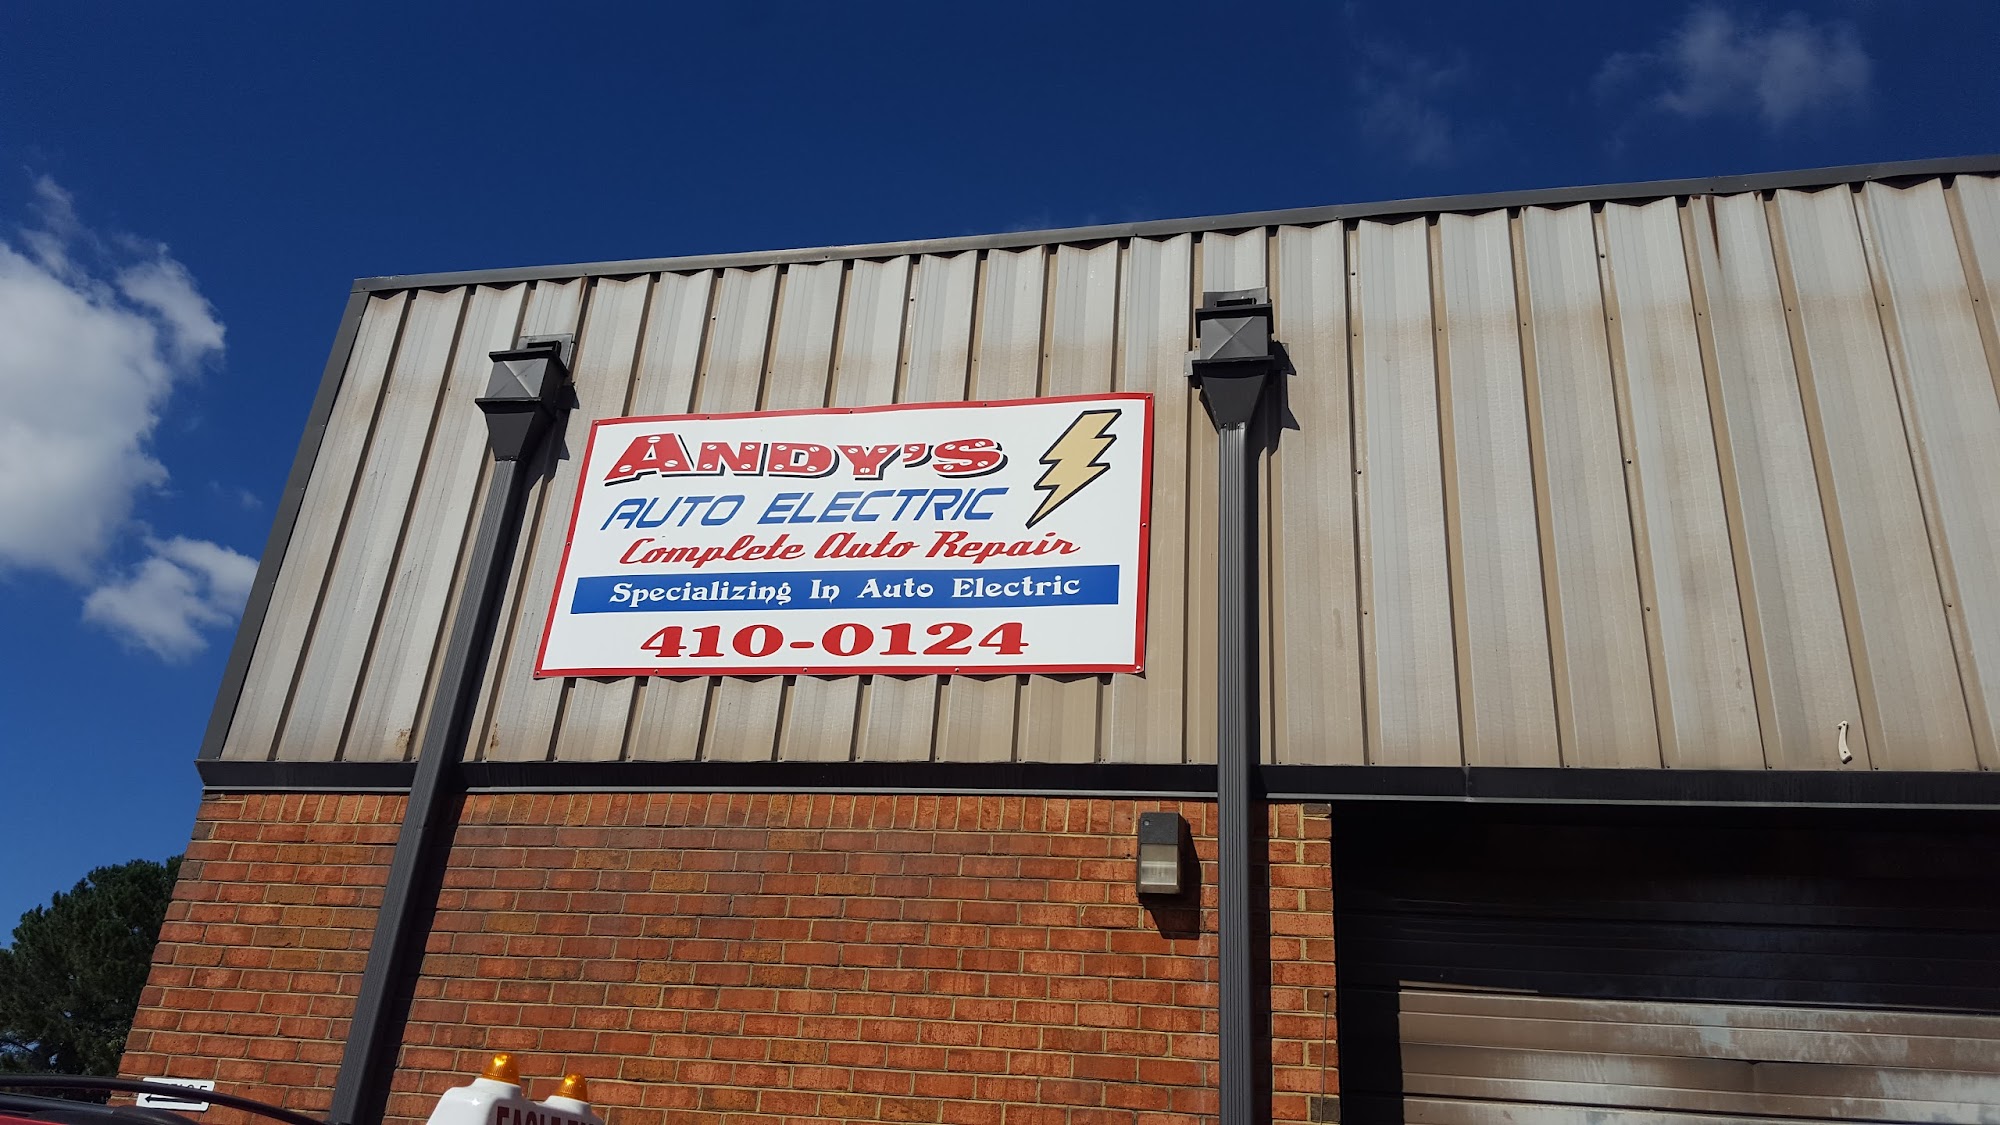 ANDY'S
AUTO ELECTRIC
Complete Auto Repair
Specializing In Auto Electric
410-0124